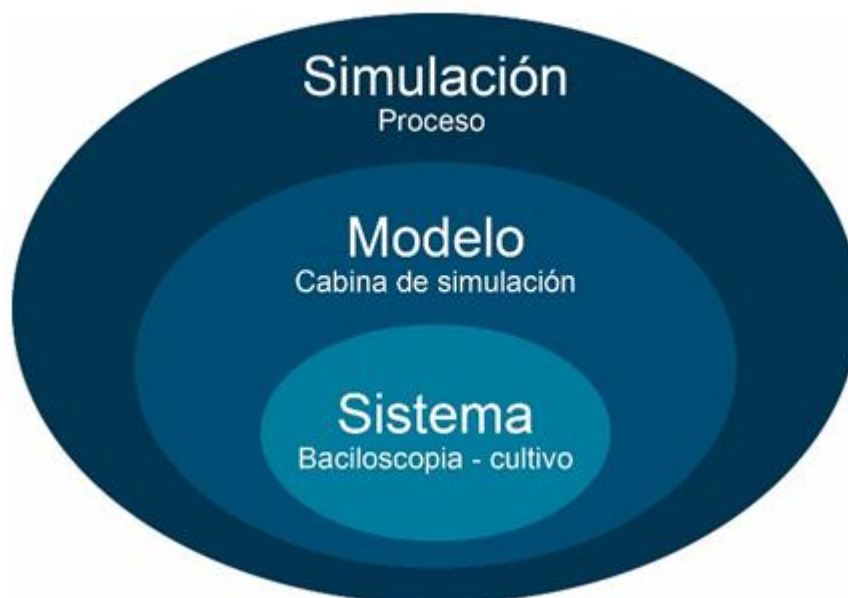 Simulación
Proceso
Modelo
Cabina de simulación
Sistema
Baciloscopia - cultivo